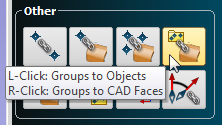 Other
L-Click: Groups to Objects
R-Click: Groups to CAD Faces